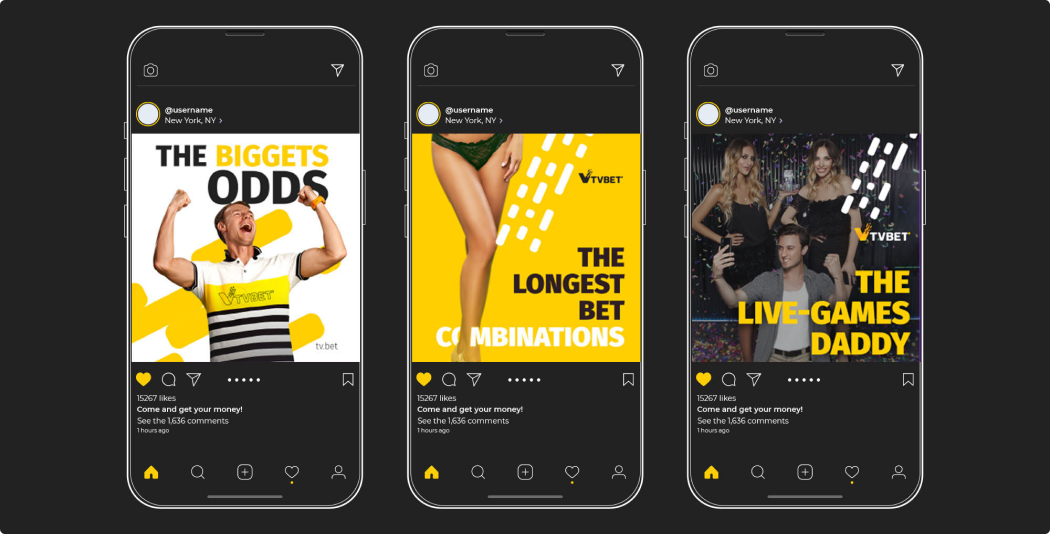 @username
New York, NY >
THE BIGGETS
ODDS
TVBET
tv.bet
15267 likes
Come and get your money!
See the 1,636 comments
1 hours ago
@username
New York, NY >
TVBET
THE
LONGEST
BET
COMBINATIONS
15267 likes
Come and get your money!
See the 1,636 comments
1 hours ago
@username
New York, NY >
TVBET
THE
LIVE-GAMES
DADDY
15267 likes
Come and get your money!
See the 1,636 comments
1 hours ago